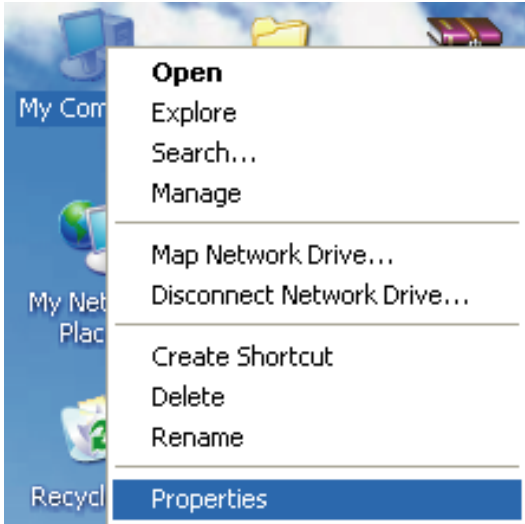 My Com
Open
Explore
Search...
Manage
Map Network Drive...
Disconnect Network Drive...
My Net
Plac
Create Shortcut
Delete
Rename
Recycl
Properties